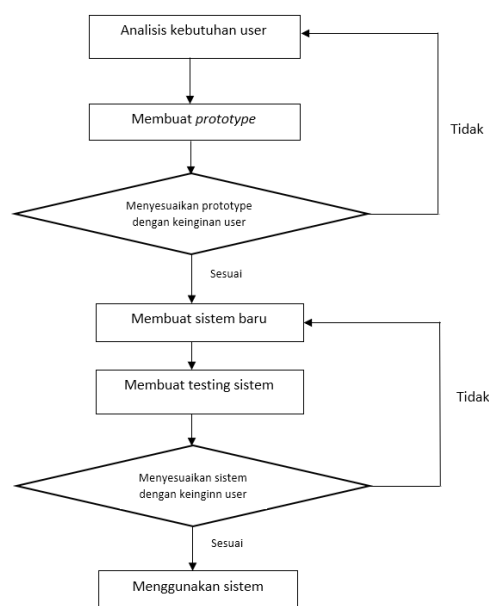 Analisis kebutuhan user
Membuat prototype
Tidak
Menyesuaikan prototype
dengan keinginan user
Sesuai
Membuat sistem baru
Membuat testing sistem
Tidak
Menyesuaikan sistem
dengan keinginn user
Sesuai
Menggunakan sistem